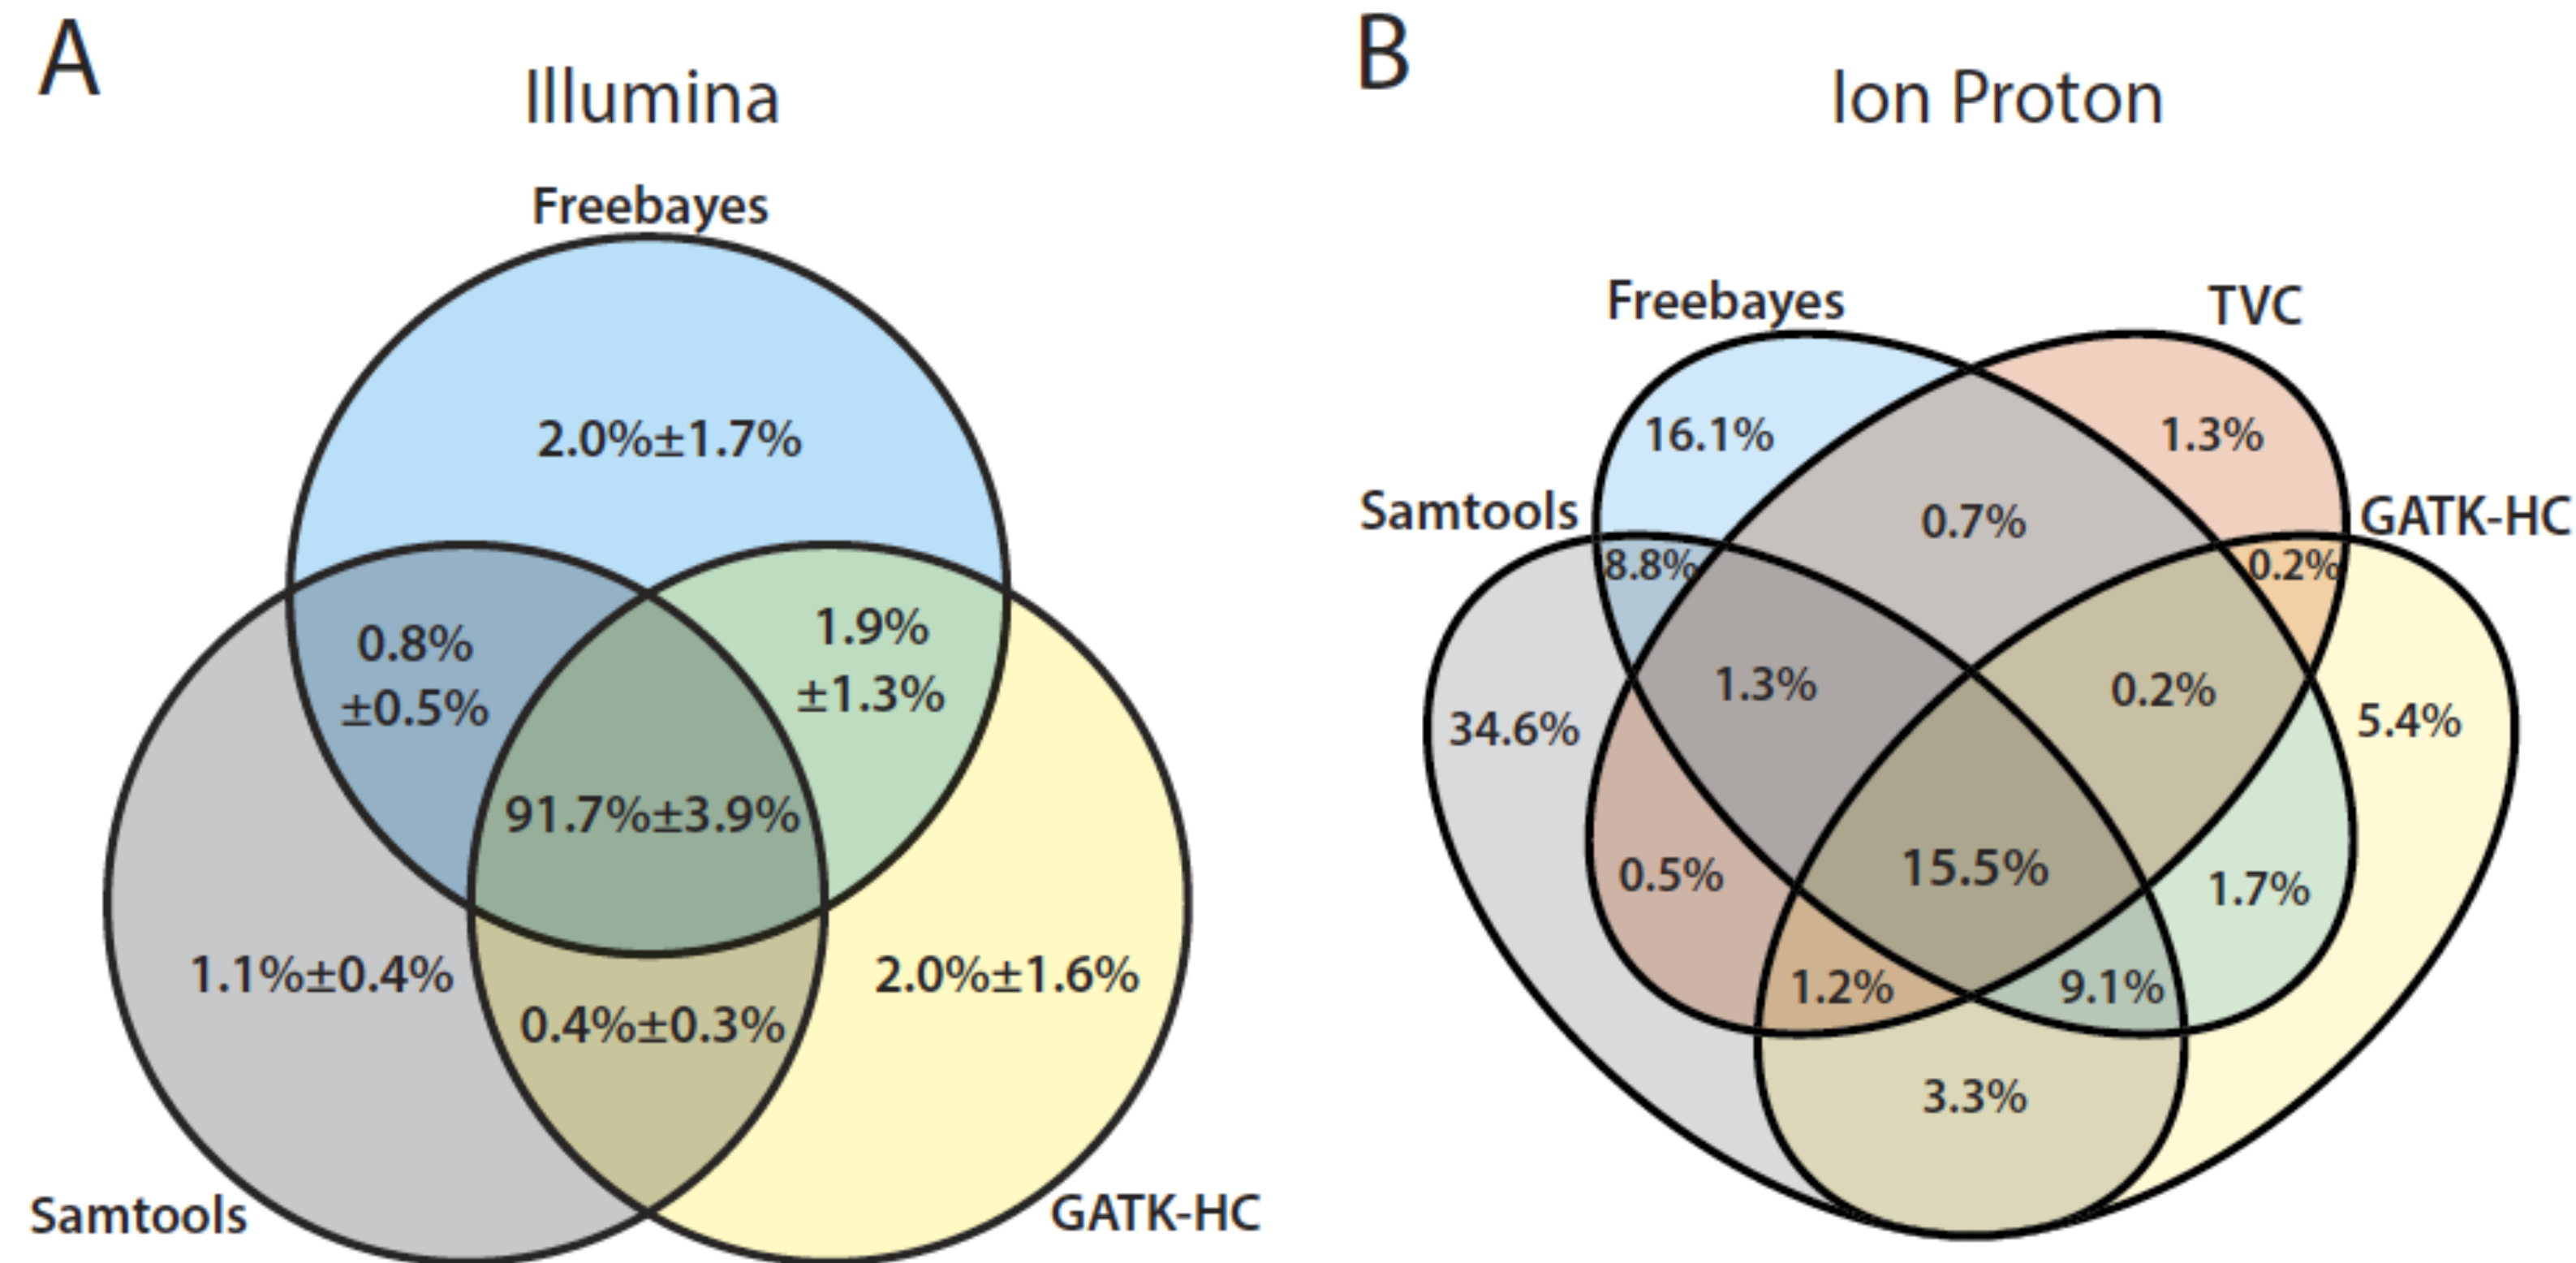 A
Illumina
Freebayes
2.0%±1.7%
0.8%
±0.5%
1.9%
±1.3%
91.7%±3.9%
1.1%±0.4%
2.0%±1.6%
0.4%±0.3%
Samtools
GATK-HC
B
Ion Proton
Freebayes
TVC
16.1%
1.3%
Samtools
GATK-HC
0.7%
8.8%
0.2%
1.3%
0.2%
34.6%
5.4%
0.5%
15.5%
1.7%
1.2%
9.1%
3.3%